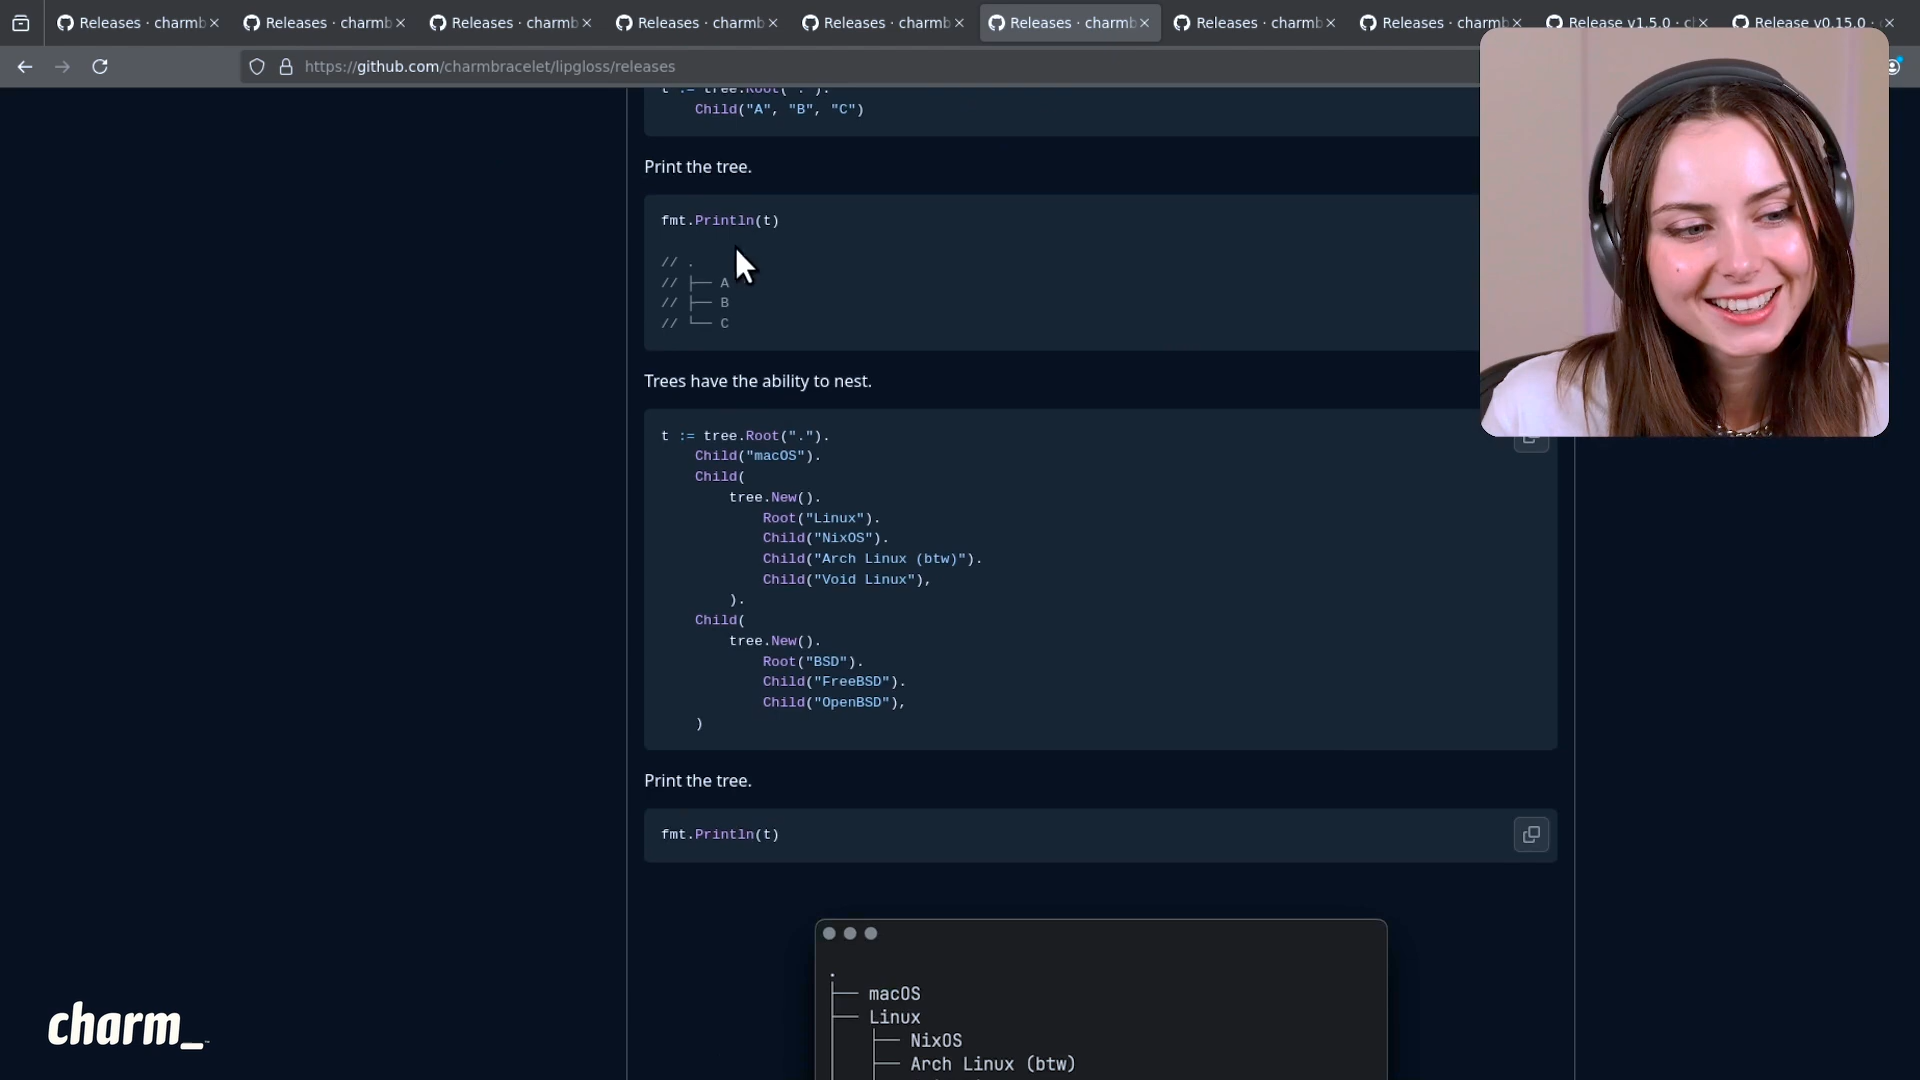 Releases · charmb
Releases · charmb
Releases · charmb
Releases · charmb
Releases · charmb
Releases · charmb
Releases · charmb
Releases · charmb
Release v1.5.0 ·
Release v0.15.0 ·
https://github.com/charmbracelet/lipgloss/releases
t := tree.Root(".").
Child("A", "B", "C")
Print the tree.
fmt.Println(t)
// .
// ├── A
// ├── B
// └── C
Trees have the ability to nest.
t := tree.Root(".").
Child("macOS").
Child(
tree.New().
Root("Linux").
Child("NixOS").
Child("Arch Linux (btw)").
Child("Void Linux"),
).
Child(
tree.New().
Root("BSD").
Child("FreeBSD").
Child("OpenBSD"),
)
Print the tree.
fmt.Println(t)
.
├── macOS
├── Linux
│ ├── NixOS
│ ├── Arch Linux (btw)
charm_